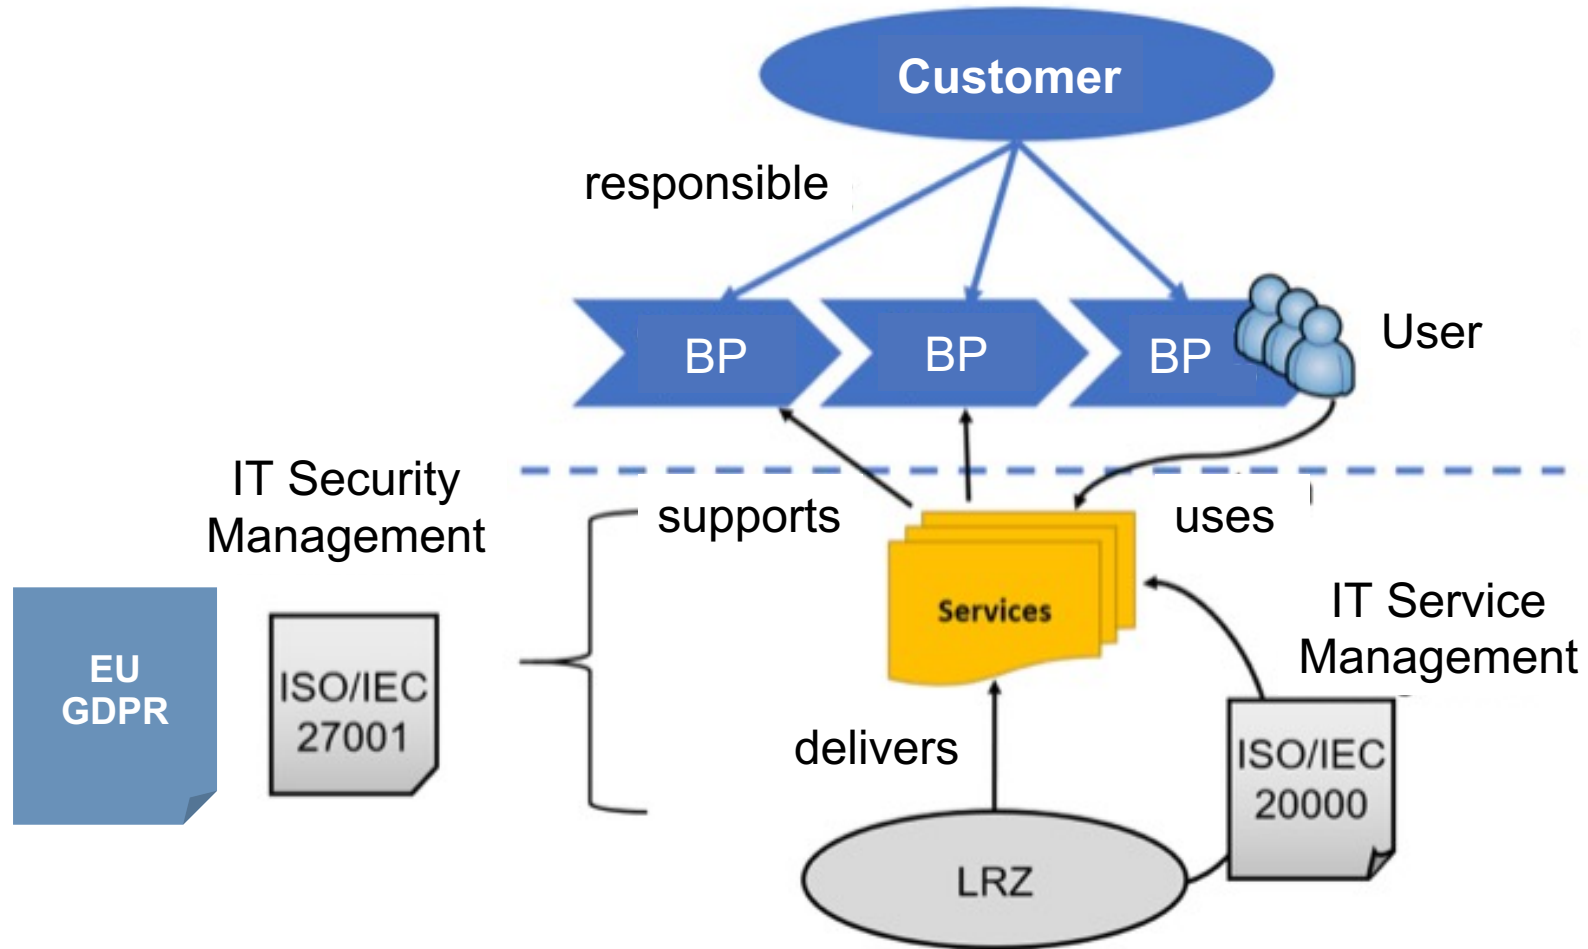 Customer
responsible
BP
BP
BP
User
IT Security
Management
supports
uses
EU
GDPR
ISO/IEC
27001
Services
IT Service
Management
delivers
ISO/IEC
20000
LRZ